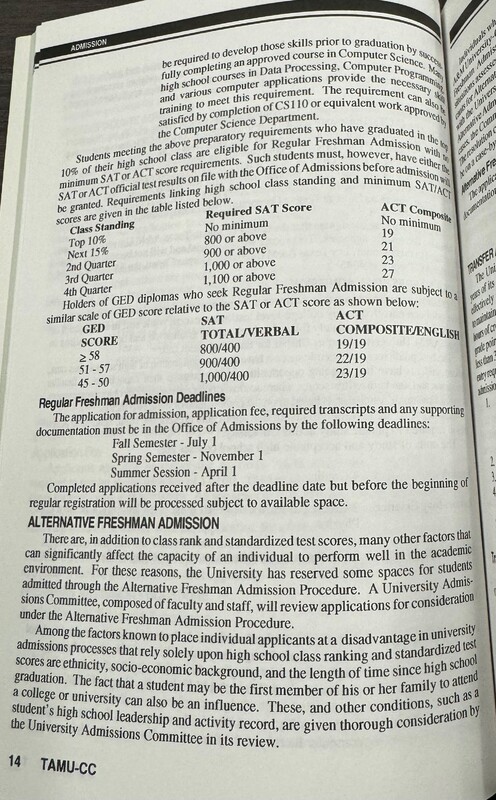 ADMISSION
be required to develop those skills prior to graduation by success-
fully completing an approved course in Computer Science. Many
high school courses in Data Processing, Computer Programming
and various computer applications provide the necessary
training to meet this requirement. The requirement can also be
satisfied by completion of CS110 or equivalent work approved by
the Computer Science Department.
Students meeting the above preparatory requirements who have graduated in the top
10% of their high school class are eligible for Regular Freshman Admission with no
minimum SAT or ACT score requirements. Such students must, however, have either the
SAT or ACT official test results on file with the Office of Admissions before admission will
be granted. Requirements linking high school class standing and minimum SAT/ACT
scores are given in the table listed below.
Class Standing Required SAT Score ACT Composite
Top 10% No minimum No minimum
Next 15% 800 or above 19
2nd Quarter 900 or above 21
3rd Quarter 1,000 or above 23
4th Quarter 1,100 or above 27
Holders of GED diplomas who seek Regular Freshman Admission are subject to a
similar scale of GED score relative to the SAT or ACT score as shown below:
GED SAT ACT
SCORE TOTAL/VERBAL COMPOSITE/ENGLISH
≥ 58 800/400 19/19
51 - 57 900/400 22/19
45 - 50 1,000/400 23/19
Regular Freshman Admission Deadlines
The application for admission, application fee, required transcripts and any supporting
documentation must be in the Office of Admissions by the following deadlines:
Fall Semester - July 1
Spring Semester - November 1
Summer Session - April 1
Completed applications received after the deadline date but before the beginning of
regular registration will be processed subject to available space.
ALTERNATIVE FRESHMAN ADMISSION
There are, in addition to class rank and standardized test scores, many other factors that
can significantly affect the capacity of an individual to perform well in the academic
environment. For these reasons, the University has reserved some spaces for students
admitted through the Alternative Freshman Admission Procedure. A University Admis-
sions Committee, composed of faculty and staff, will review applications for consideration
under the Alternative Freshman Admission Procedure.
Among the factors known to place individual applicants at a disadvantage in university
admissions processes that rely solely upon high school class ranking and standardized test
scores are ethnicity, socio-economic background, and the length of time since high school
graduation. The fact that a student may be the first member of his or her family to attend
a college or university can also be an influence. These, and other conditions, such as a
student's high school leadership and activity record, are given thorough consideration by
the University Admissions Committee in its review.
14 TAMU-CC